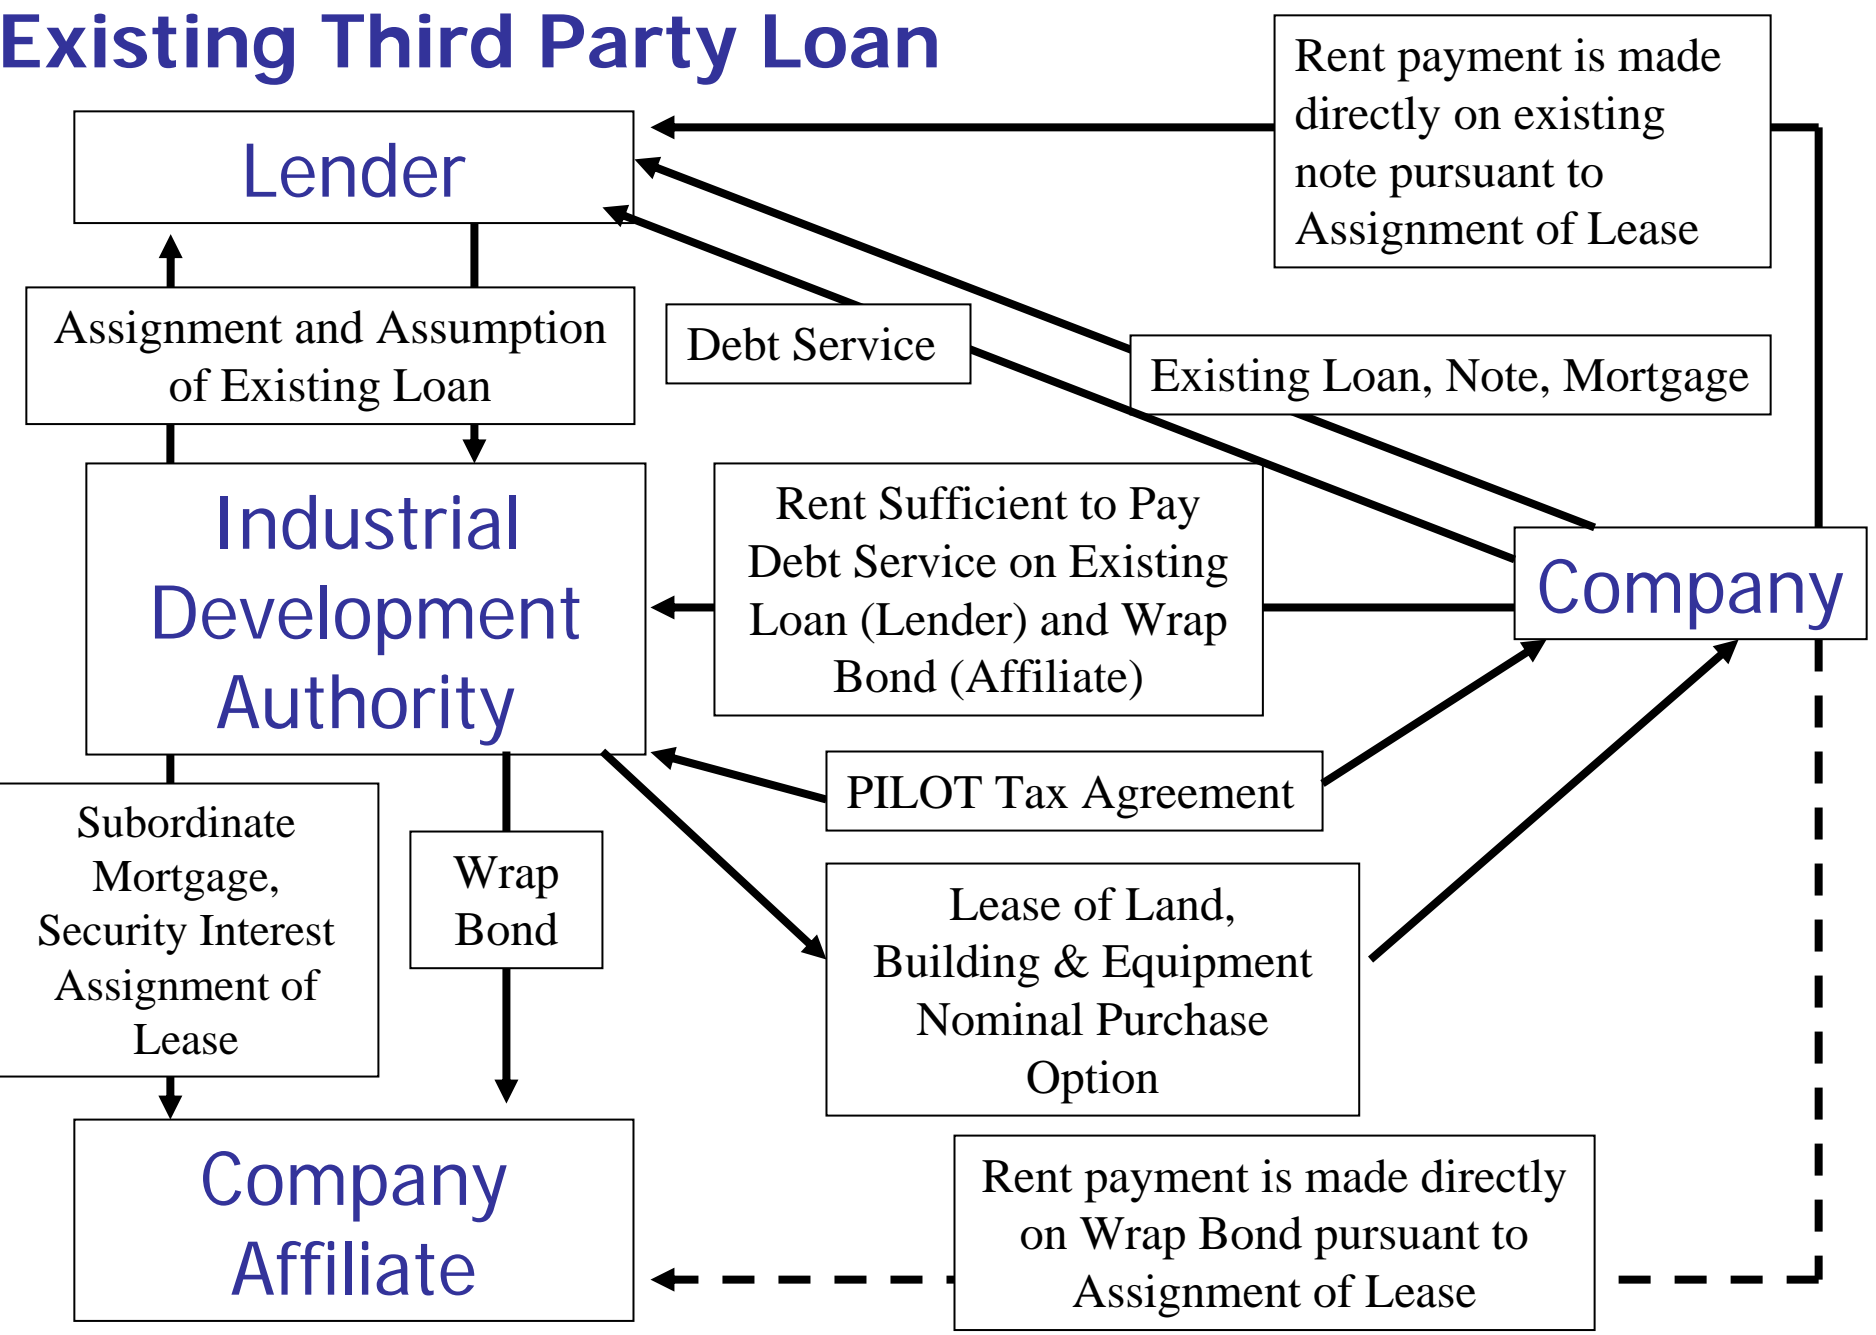 Existing Third Party Loan
Rent payment is made
directly on existing
note pursuant to
Assignment of Lease
Lender
Assignment and Assumption
of Existing Loan
Debt Service
Existing Loan, Note, Mortgage
Industrial
Development
Authority
Rent Sufficient to Pay
Debt Service on Existing
Loan (Lender) and Wrap
Bond (Affiliate)
Company
PILOT Tax Agreement
Subordinate
Mortgage,
Security Interest
Assignment of
Lease
Wrap
Bond
Lease of Land,
Building & Equipment
Nominal Purchase
Option
Company
Affiliate
Rent payment is made directly
on Wrap Bond pursuant to
Assignment of Lease